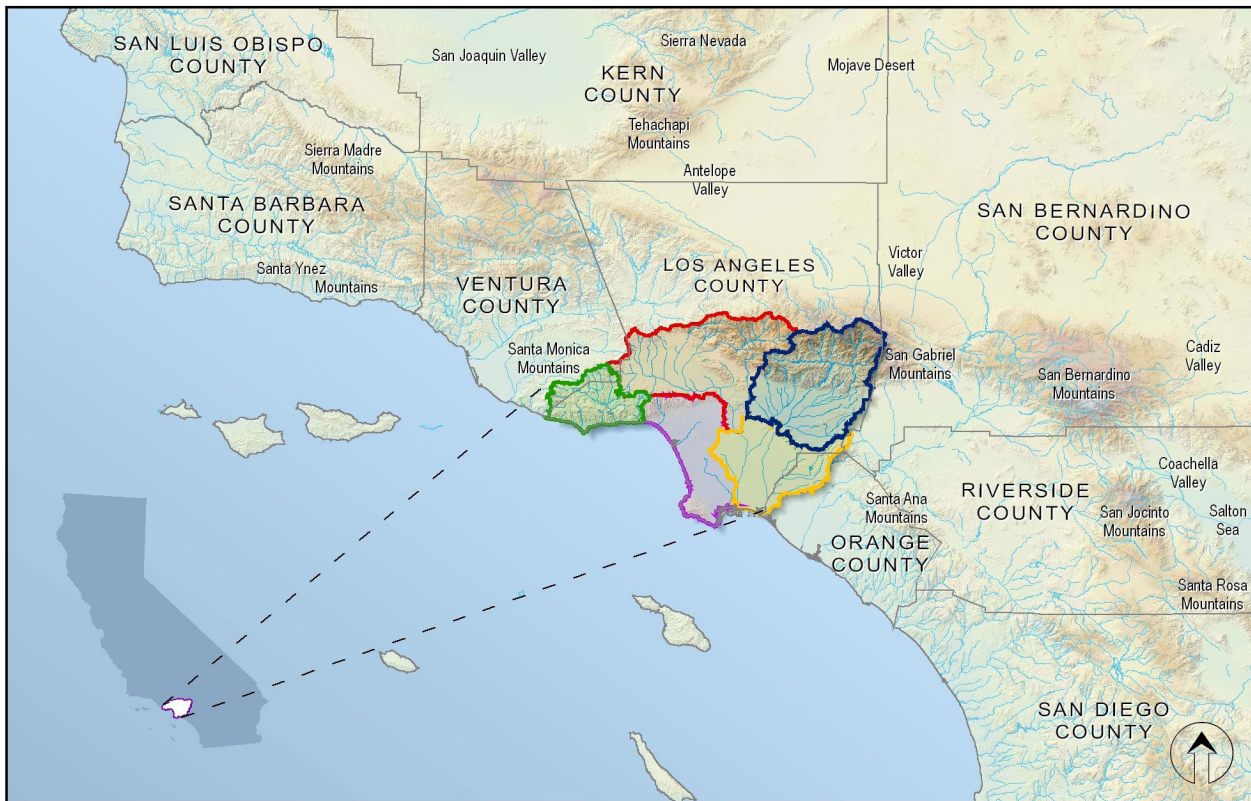 SAN LUIS OBISPO
COUNTY
San Joaquin Valley
Sierra Nevada
Mojave Desert
KERN
COUNTY
Tehachapi
Mountains
Sierra Madre
Mountains
Antelope
Valley
SANTA BARBARA
COUNTY
SAN BERNARDINO
COUNTY
Santa Ynez
Mountains
VENTURA
COUNTY
LOS ANGELES
COUNTY
Victor
Valley
Santa Monica
Mountains
San Gabriel
Mountains
San Bernardino
Mountains
Cadiz
Valley
Coachella
Valley
RIVERSIDE
COUNTY
Santa Ana
Mountains
San Jocinto
Mountains
Salton
Sea
ORANGE
COUNTY
Santa Rosa
Mountains
SAN DIEGO
COUNTY